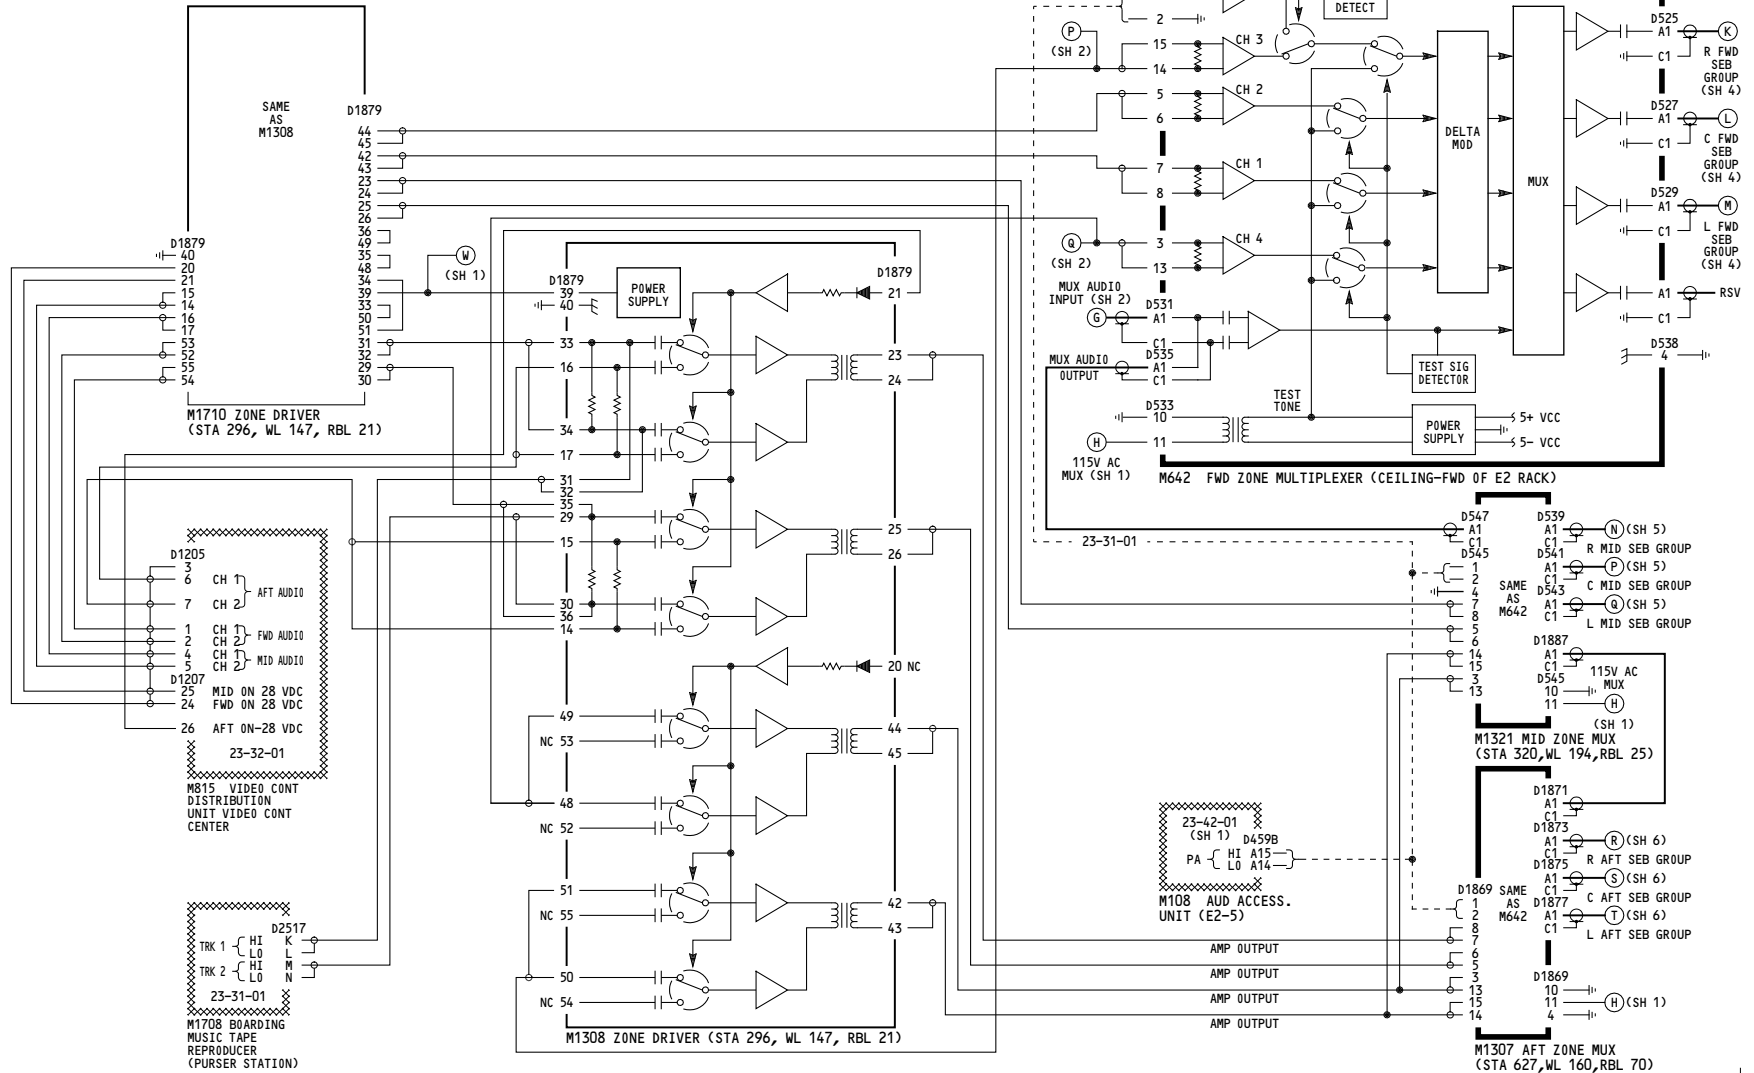 SAME
AS
M1308
D1879
44
45
42
43
23
24
25
26
36
49
35
48
34
39
33
50
51
31
32
29
30
D1879
40
20
21
15
14
16
17
53
52
55
54
M1710 ZONE DRIVER
(STA 296, WL 147, RBL 21)
W
(SH 1)
D1205
3
6 CH 1
7 CH 2
AFT AUDIO
1 CH 1
2 CH 2
FWD AUDIO
4 CH 1
5 CH 2
MID AUDIO
D1207
25 MID ON 28 VDC
24 FWD ON 28 VDC
26 AFT ON-28 VDC
23-32-01
M815 VIDEO CONT
DISTRIBUTION
UNIT VIDEO CONT
CENTER
D2517
TRK 1 HI K
LO L
TRK 2 HI M
LO N
23-31-01
M1708 BOARDING
MUSIC TAPE
REPRODUCER
(PURSER STATION)
D1879
39
40
POWER
SUPPLY
D1879
21
33
16
34
17
31
32
35
29
15
30
36
14
49
NC 53
48
NC 52
51
NC 55
50
NC 54
23
24
25
26
20 NC
44
45
42
43
M1308 ZONE DRIVER (STA 296, WL 147, RBL 21)
DETECT
2
P
(SH 2)
15
14
CH 3
5
6
CH 2
7
8
CH 1
Q
(SH 2)
3
13
CH 4
DELTA
MOD
MUX
MUX AUDIO
INPUT (SH 2)
G
D531
A1
C1
D535
A1
C1
MUX AUDIO
OUTPUT
TEST SIG
DETECTOR
TEST
TONE
D533
10
11
H
115V AC
MUX (SH 1)
POWER
SUPPLY
5+ VCC
5- VCC
D525
A1
C1
K
R FWD
SEB
GROUP
(SH 4)
D527
A1
C1
L
C FWD
SEB
GROUP
(SH 4)
D529
A1
C1
M
L FWD
SEB
GROUP
(SH 4)
A1
C1
RSV
D538
4
M642 FWD ZONE MULTIPLEXER (CEILING-FWD OF E2 RACK)
23-31-01
D547
A1
C1
D545
1
2
4
7
8
5
6
14
15
3
13
SAME
AS
M642
D539
A1
C1
N (SH 5)
R MID SEB GROUP
D541
A1
C1
P (SH 5)
C MID SEB GROUP
D543
A1
C1
Q (SH 5)
L MID SEB GROUP
D1887
A1
C1
D545
10
11
115V AC
MUX
H
(SH 1)
M1321 MID ZONE MUX
(STA 320,WL 194,RBL 25)
23-42-01
(SH 1)
D459B
PA HI A15
LO A14
M108 AUD ACCESS.
UNIT (E2-5)
AMP OUTPUT
AMP OUTPUT
AMP OUTPUT
AMP OUTPUT
D1869
1
2
8
7
6
5
3
13
15
14
SAME
AS
M642
D1871
A1
C1
D1873
A1
C1
R (SH 6)
R AFT SEB GROUP
D1875
A1
C1
S (SH 6)
C AFT SEB GROUP
D1877
A1
C1
T (SH 6)
L AFT SEB GROUP
D1869
10
11
4
H (SH 1)
M1307 AFT ZONE MUX
(STA 627,WL 160,RBL 70)